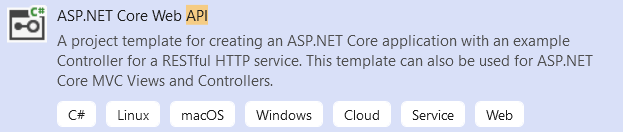 C#
ASP.NET Core Web API
A project template for creating an ASP.NET Core application with an example
Controller for a RESTful HTTP service. This template can also be used for ASP.NET
Core MVC Views and Controllers.
C# Linux macOS Windows Cloud Service Web